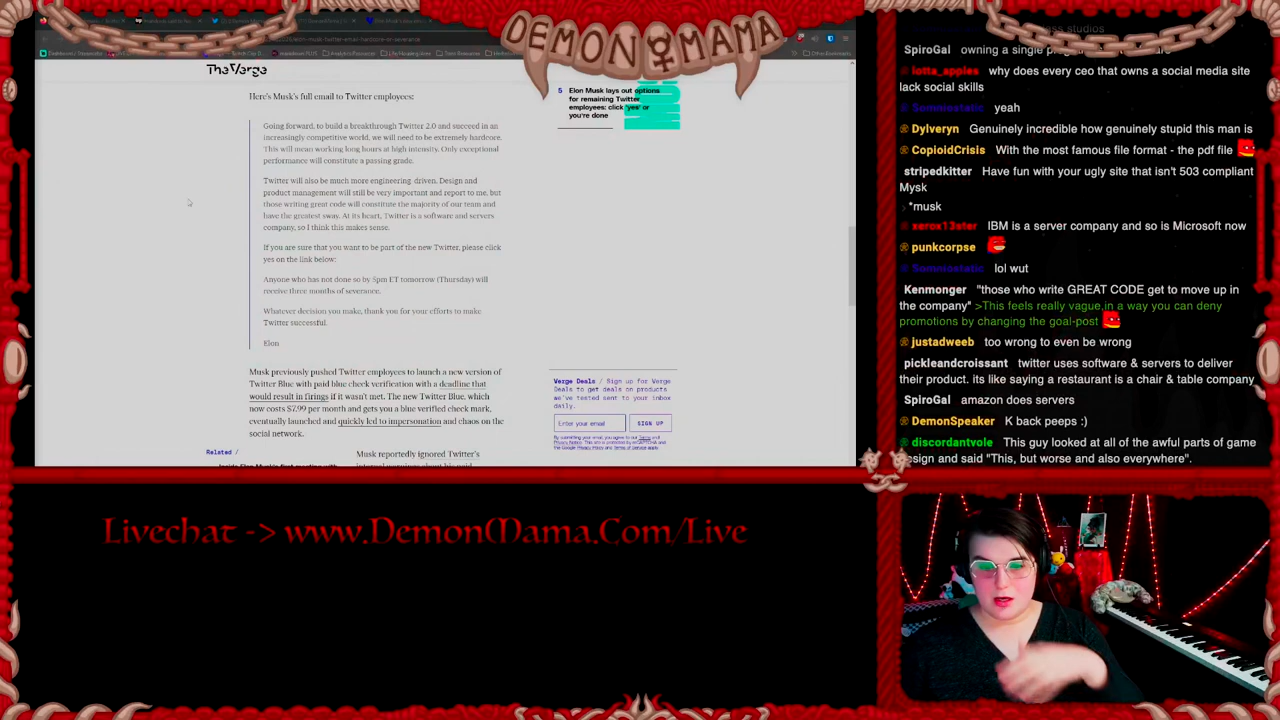 DEMON MAMA
TheVerge
Here's Musk's full email to Twitter employees:
Going forward, to build a breakthrough Twitter 2.0 and succeed in an
increasingly competitive world, we will need to be extremely hardcore.
This will mean working long hours at high intensity. Only exceptional
performance will constitute a passing grade.
Twitter will also be much more engineering-driven. Design and
product management will still be very important and report to me, but
those writing great code will constitute the majority of our team and
have the greatest sway. At its heart, Twitter is a software and servers
company, so I think this makes sense.
If you are sure that you want to be part of the new Twitter, please click
yes on the link below:
Anyone who has not done so by 5pm ET tomorrow (Thursday) will
receive three months of severance.
Whatever decision you make, thank you for your efforts to make
Twitter successful.
Elon
Musk previously pushed Twitter employees to launch a new version of
Twitter Blue with paid blue check verification with a deadline that
would result in firings if it wasn't met. The new Twitter Blue, which
now costs $7.99 per month and gets you a blue verified check mark,
eventually launched and quickly led to impersonation and chaos on the
social network.
Related /
Musk reportedly ignored Twitter's
5 Elon Musk lays out options
for remaining Twitter
employees: click 'yes' or
you're done
Verge Deals / Sign up for Verge
Deals to get deals on products
we've tested sent to your inbox
daily.
Enter your email SIGN UP
By submitting your email, you agree to our Terms and
Privacy Notice. This site is protected by reCAPTCHA and
the Google Privacy Policy and Terms of Service apply.
studios
SpiroGal owning a single
lotta_apples why does every ceo that owns a social media site
lack social skills
Somniostatic yeah
Dylveryn Genuinely incredible how genuinely stupid this man is
CopioidCrisis With the most famous file format - the pdf file
stripedkitter Have fun with your ugly site that isn't 503 compliant
Mysk
*musk
xerox13ster IBM is a server company and so is Microsoft now
punkcorpse
Somniostatic lol wut
Kenmonger "those who write GREAT CODE get to move up in
the company" >This feels really vague,in a way you can deny
promotions by changing the goal-post
justadweeb too wrong to even be wrong
pickleandcroissant twitter uses software & servers to deliver
their product. its like saying a restaurant is a chair & table company
SpiroGal amazon does servers
DemonSpeaker K back peeps :)
discordantvole This guy looked at all of the awful parts of game
design and said "This, but worse and also everywhere".
Livechat -> www.DemonMama.Com/Live